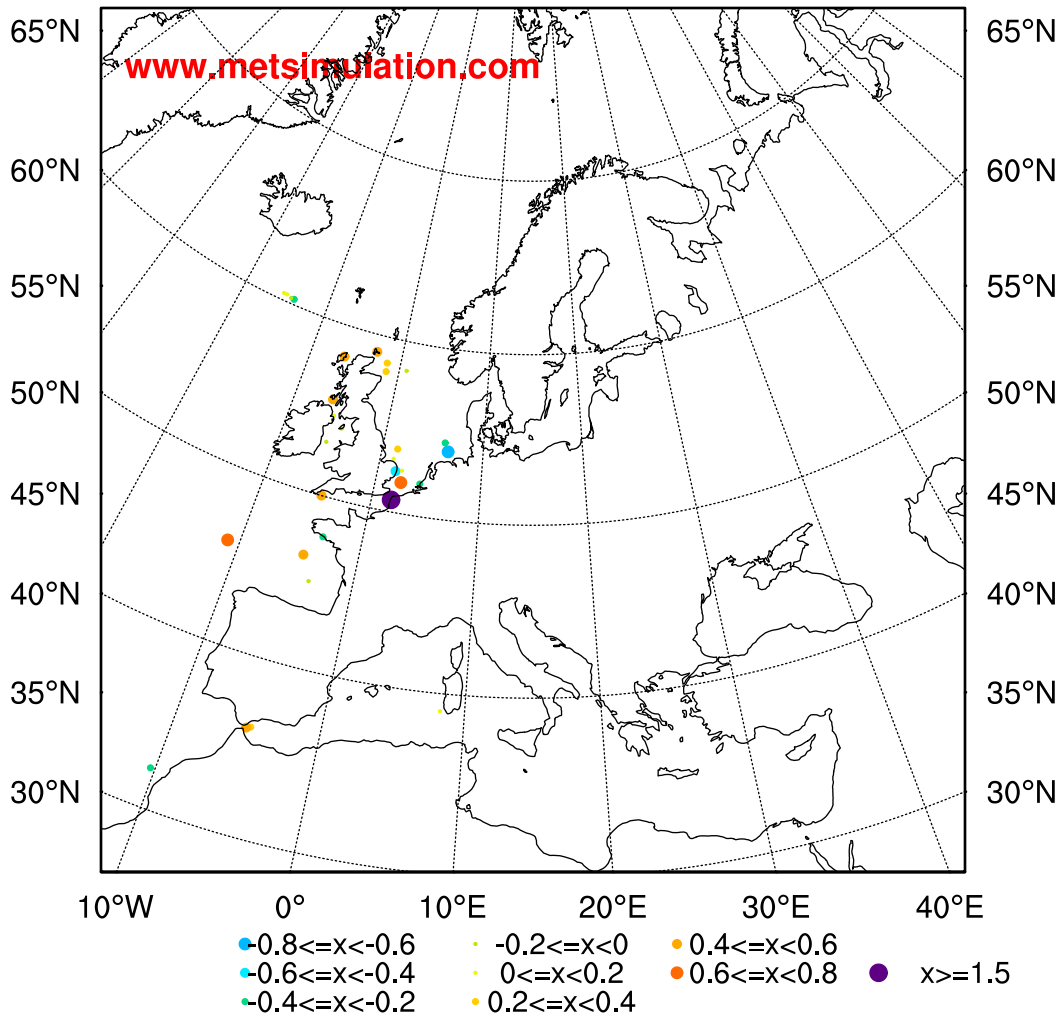 65°N 65°N
www.metsimulation.com
60°N 60°N
55°N 55°N
50°N 50°N
45°N 45°N
40°N 40°N
35°N 35°N
30°N 30°N
10°W 0° 10°E 20°E 30°E 40°E
-0.8<=x<-0.6 -0.2<=x<0 0.4<=x<0.6
-0.6<=x<-0.4 0<=x<0.2 0.6<=x<0.8 x>=1.5
-0.4<=x<-0.2 0.2<=x<0.4